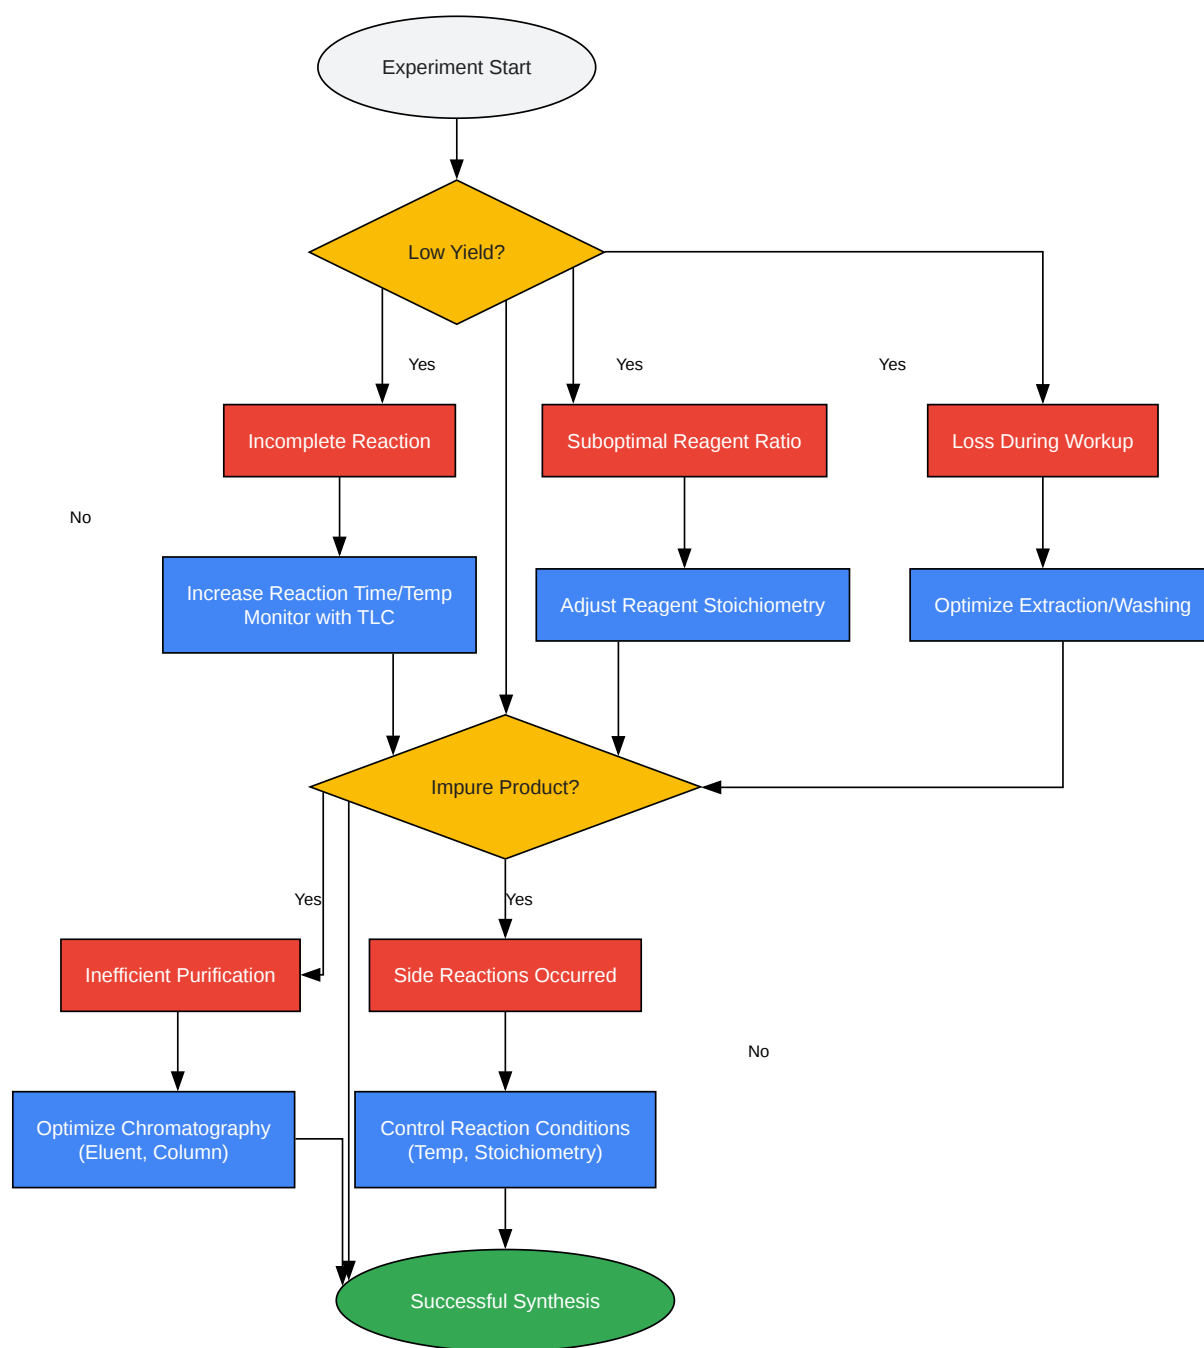 Experiment Start
Low Yield?
Yes
Yes
Yes
Incomplete Reaction
Suboptimal Reagent Ratio
Loss During Workup
No
Increase Reaction Time/Temp
Monitor with TLC
Adjust Reagent Stoichiometry
Optimize Extraction/Washing
Impure Product?
Yes
Yes
Inefficient Purification
Side Reactions Occurred
No
Optimize Chromatography
(Eluent, Column)
Control Reaction Conditions
(Temp, Stoichiometry)
Successful Synthesis